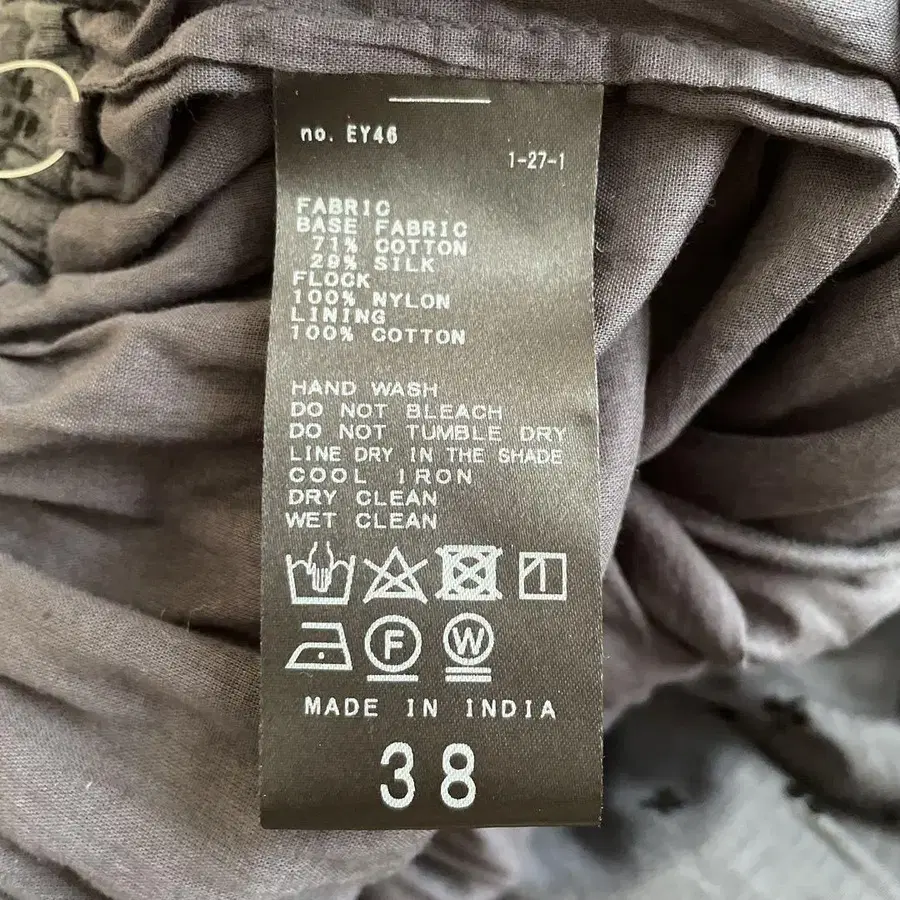 no. EY46
1-27-1
FABRIC
BASE FABRIC
71% COTTON
29% SILK
FLOCK
100% NYLON
LINING
100% COTTON
HAND WASH
DO NOT BLEACH
DO NOT TUMBLE DRY
LINE DRY IN THE SHADE
COOL IRON
DRY CLEAN
WET CLEAN
F W
MADE IN INDIA
38